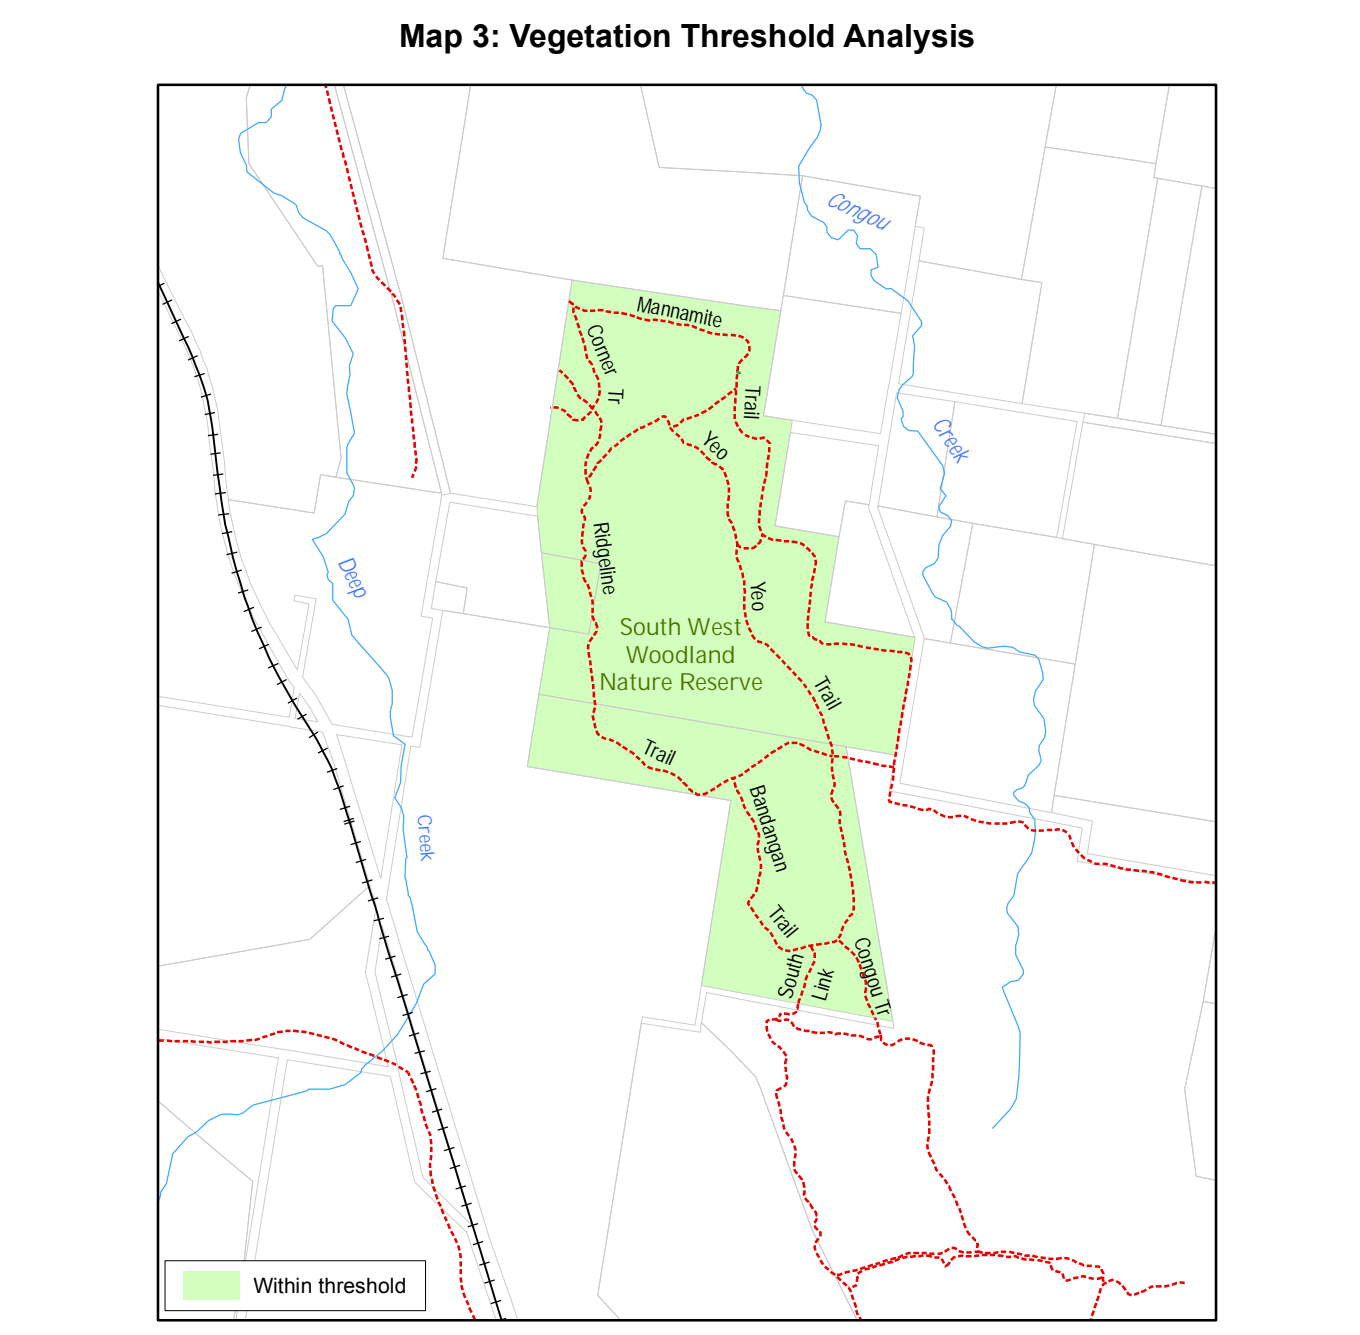 Map 3: Vegetation Threshold Analysis
Congou
Mannamite
Corner
Tr
Trail
Yeo
Creek
Ridgeline
Deep
Yeo
South West
Woodland
Nature Reserve
Trail
Trail
Bandangan
Creek
Trail
South
Link
Congou Tr
Within threshold